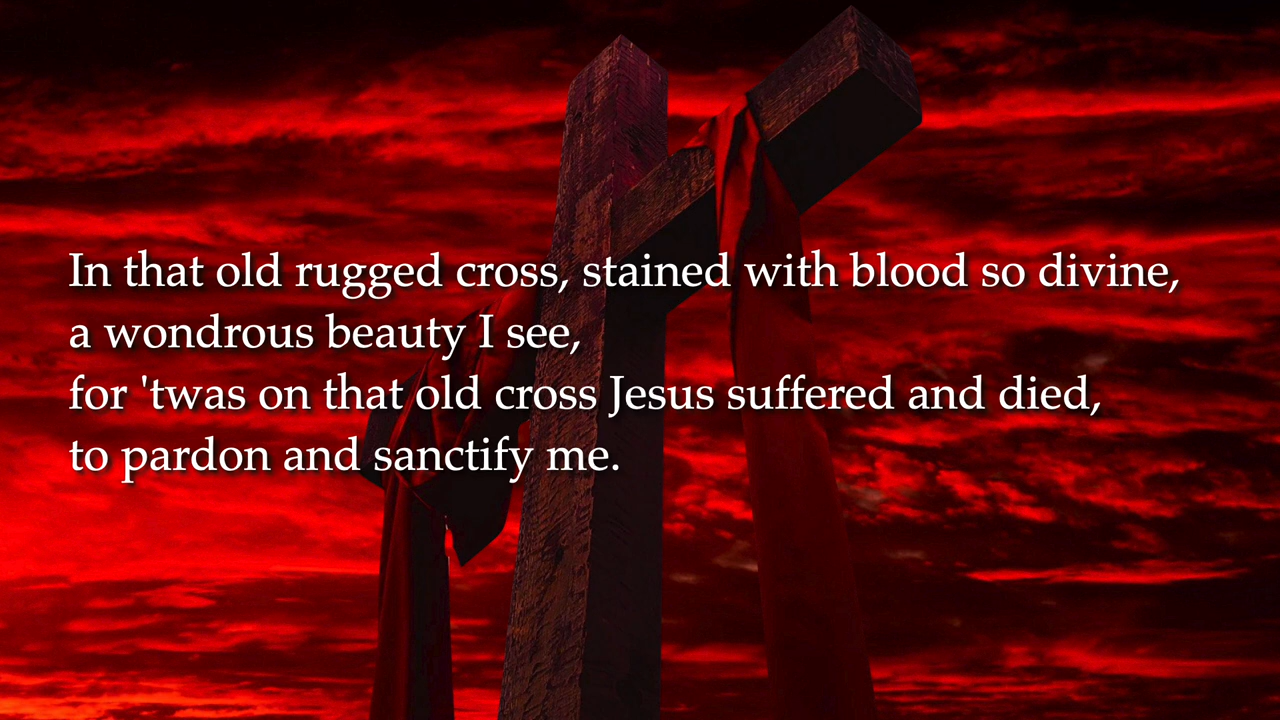 In that old rugged cross, stained with blood so divine,
a wondrous beauty I see,
for 'twas on that old cross Jesus suffered and died,
to pardon and sanctify me.